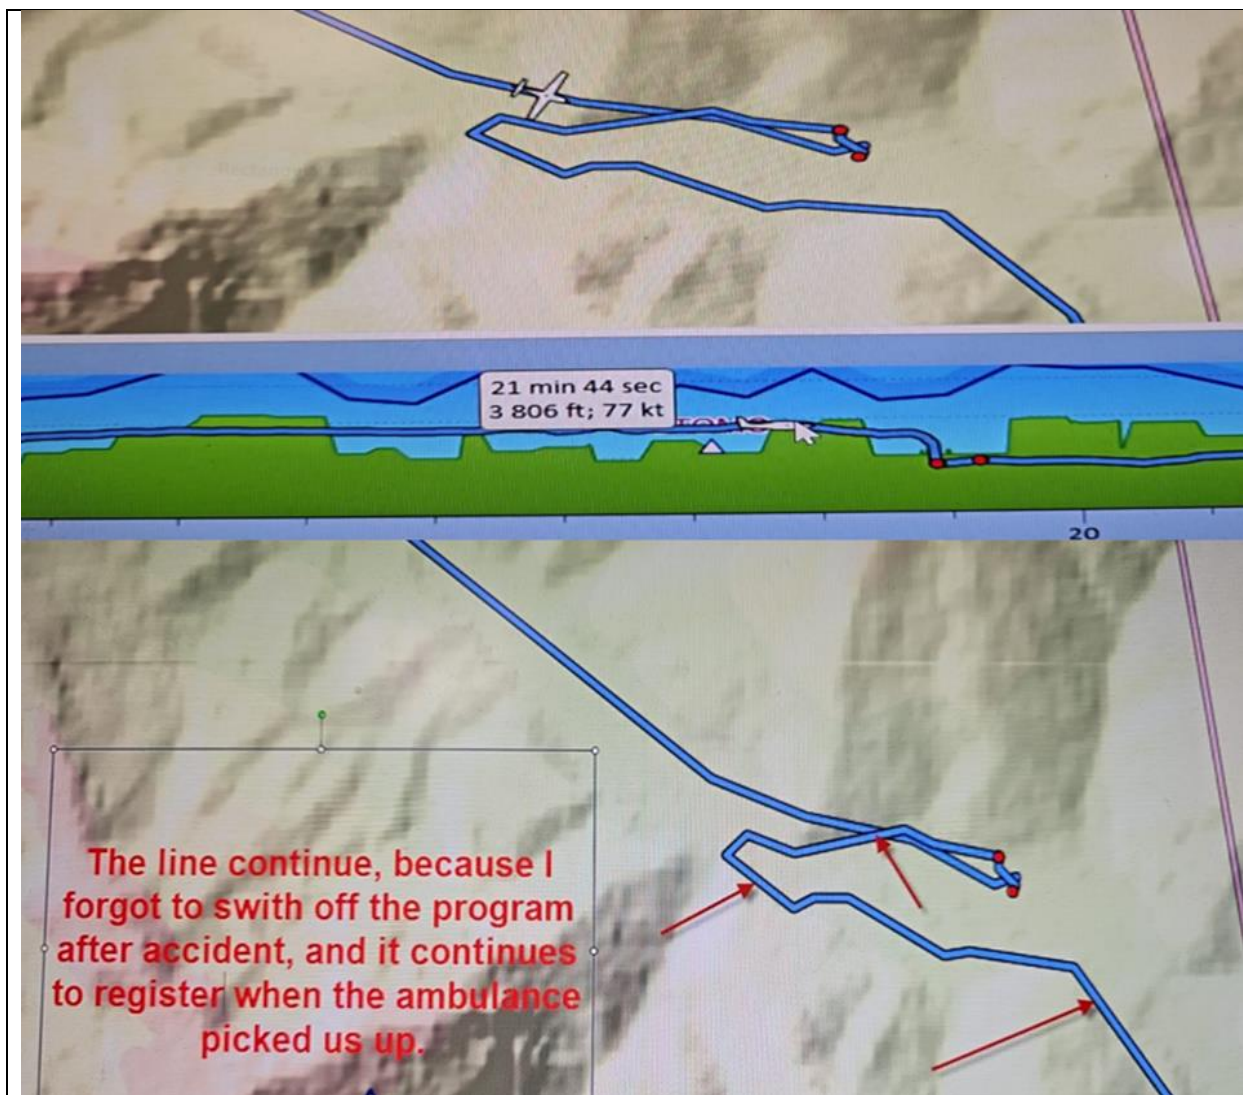 21 min 44 sec
3 806 ft; 77 kt
20
The line continue, because I
forgot to swith off the program
after accident, and it continues
to register when the ambulance
picked us up.